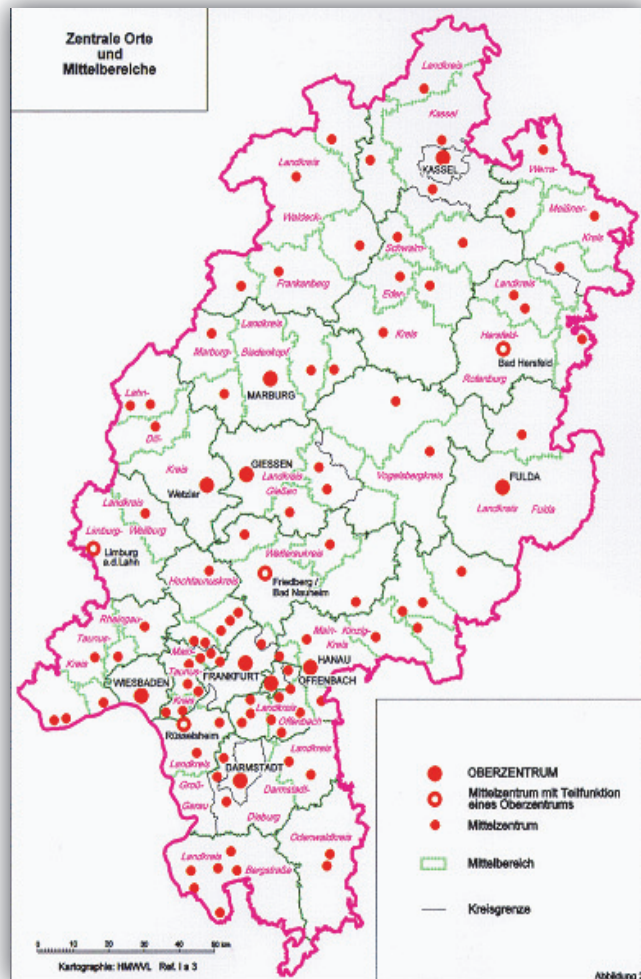 Zentrale Orte
und
Mittelbereiche
Landkreis
Kassel
KASSEL
Werra-
Meißner-
Kreis
Landkreis
Waldeck-
Frankenberg
Schwalm-
Eder-
Kreis
Landkreis
Hersfeld-
Bad Hersfeld
Rotenburg
Landkreis
Marburg-
Biedenkopf
MARBURG
Lahn-
Dill-
Kreis
Wetzlar
GIESSEN
Landkreis
Gießen
Vogelsbergkreis
FULDA
Landkreis Fulda
Landkreis
Limburg-
Weilburg
Limburg
a.d.Lahn
Hochtaunuskreis
Wetteraukreis
Friedberg /
Bad Nauheim
Rheingau-
Taunus-
Kreis
WIESBADEN
Main-
Taunus-
Kreis
FRANKFURT
Main-
Kinzig-
Kreis
HANAU
OFFENBACH
Landkreis
Offenbach
Rüsselsheim
Landkreis
Groß-
Gerau
DARMSTADT
Landkreis
Darmstadt-
Dieburg
Odenwaldkreis
Landkreis
Bergstraße
OBERZENTRUM
Mittelzentrum mit Teilfunktion
eines Oberzentrums
Mittelzentrum
Mittelbereich
Kreisgrenze
0 10 20 30 40 50 km
Kartographie: HMWVL Ref. I a 3
Abbildung